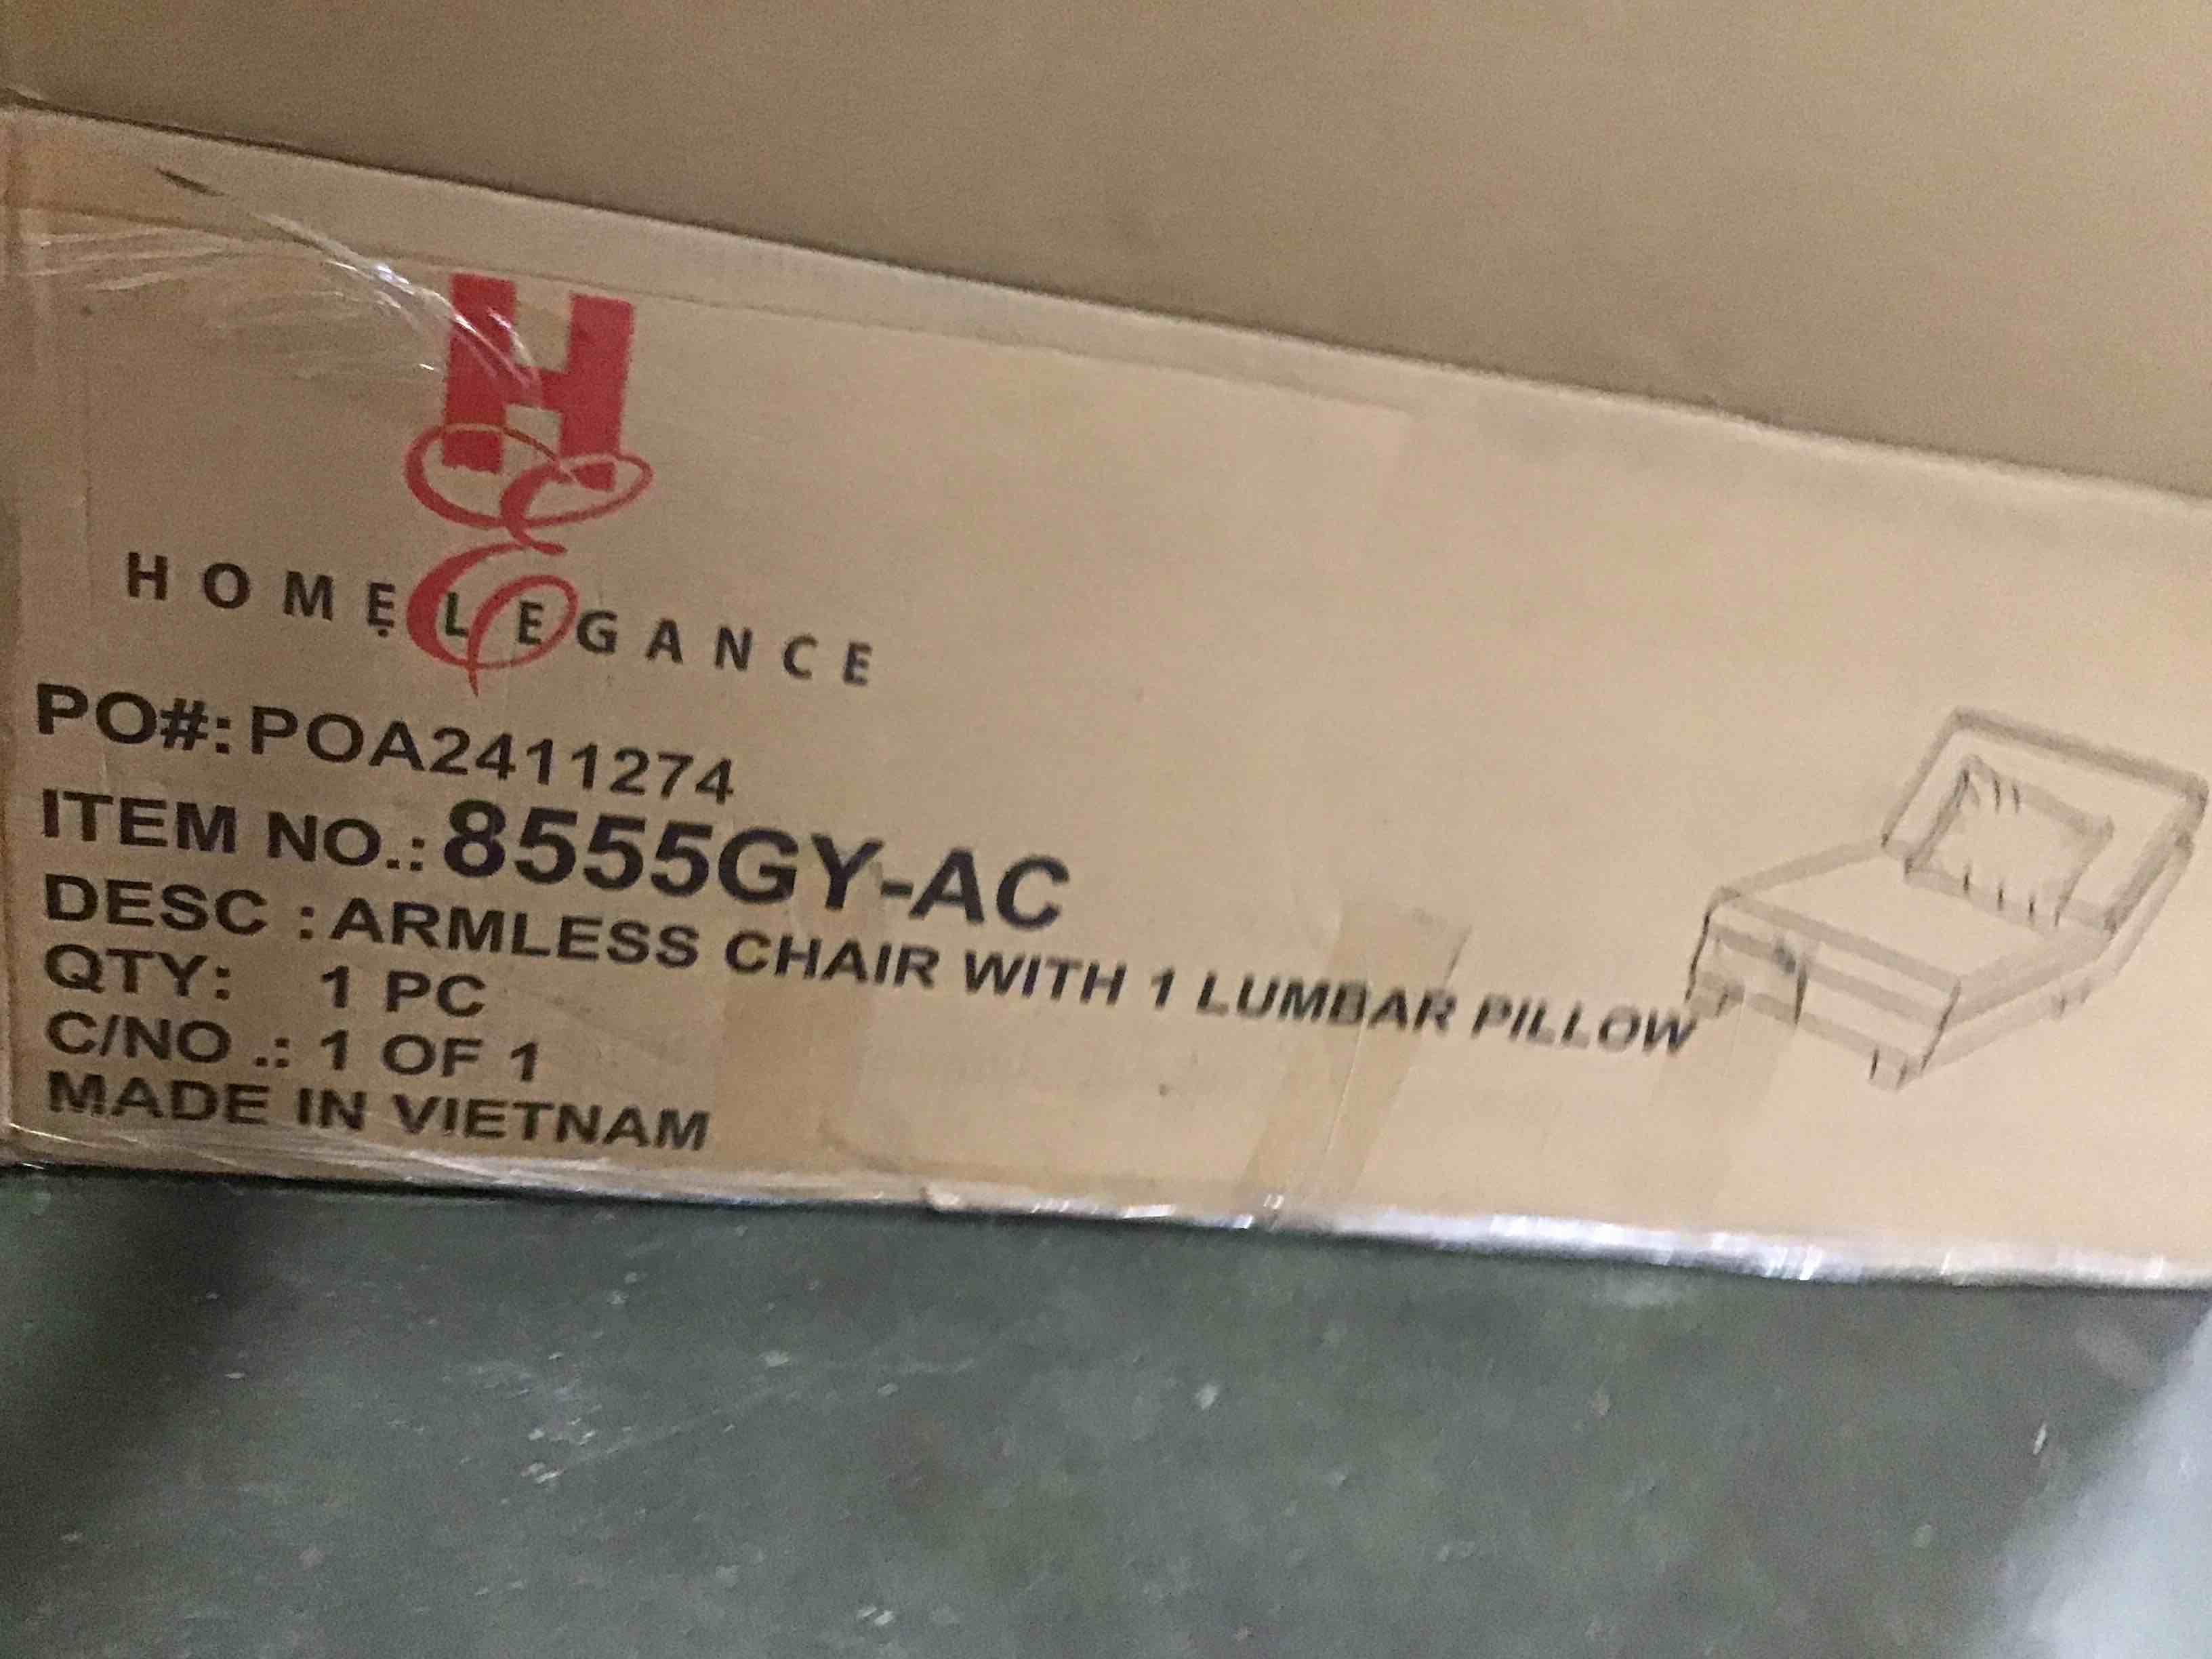 HE
HOMELEGANCE
PO#: POA2411274
ITEM NO.: 8555GY-AC
DESC : ARMLESS CHAIR WITH 1 LUMBAR PILLOW
QTY: 1 PC
C/NO .: 1 OF 1
MADE IN VIETNAM